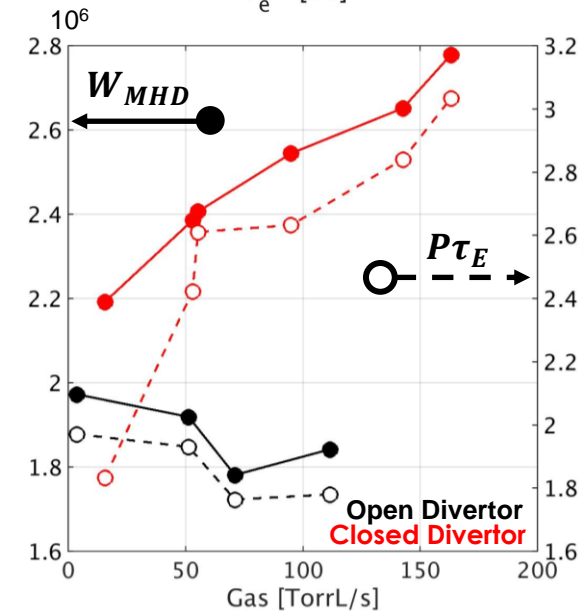 e
10⁶
2.8
3.2
W_MHD
3
2.6
2.8
2.4
2.6
Pτ_E
2.2
2.4
2.2
2
2
1.8
1.8
Open Divertor
Closed Divertor
1.6
1.6
0 50 100 150 200
Gas [TorrL/s]